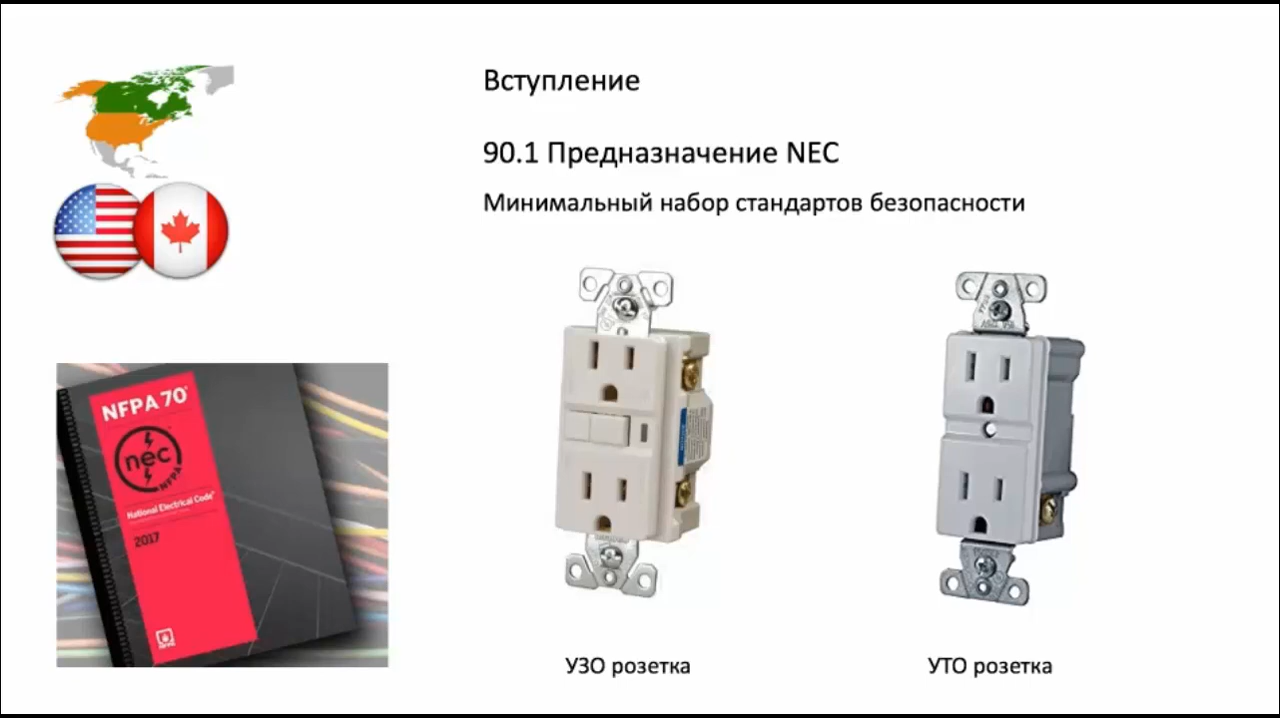 Вступление
90.1 Предназначение NEC
Минимальный набор стандартов безопасности
NFPA 70®
nec
NFPA
National Electrical Code®
2017
NFPA
УЗО розетка
УТО розетка